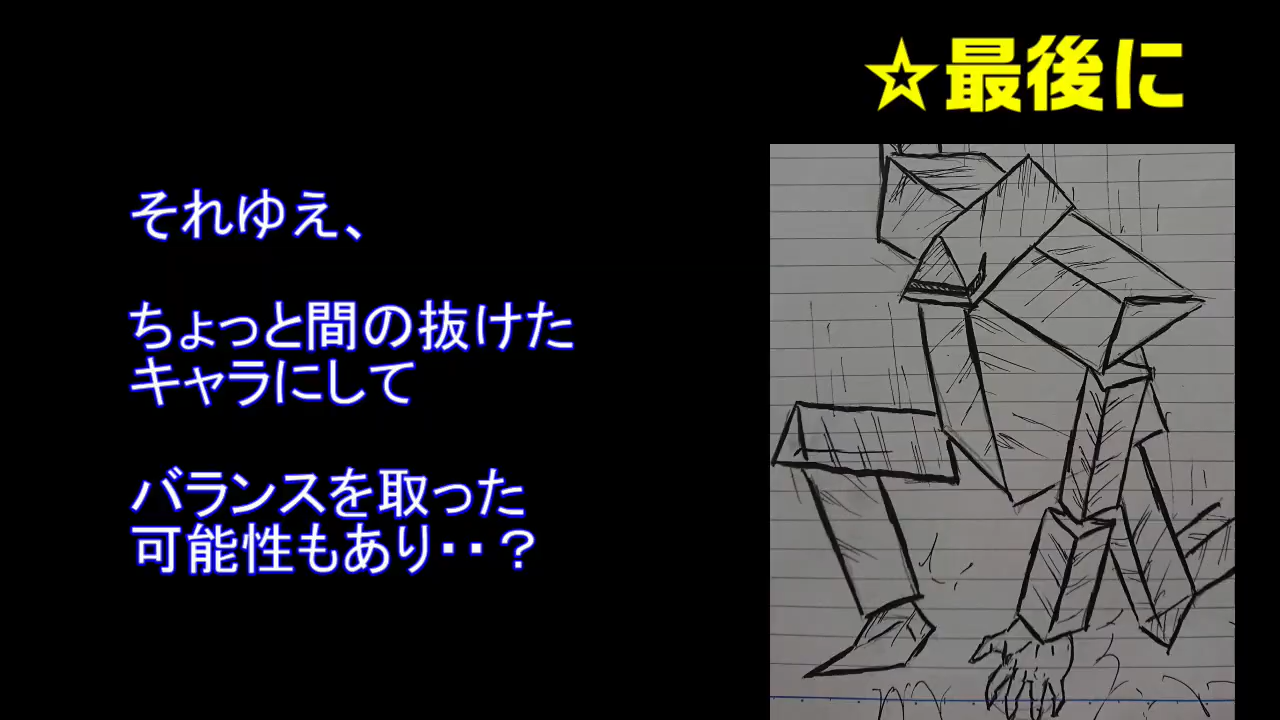 ☆最後に
それゆえ、
ちょっと間の抜けた
キャラにして
バランスを取った
可能性もあり・・？